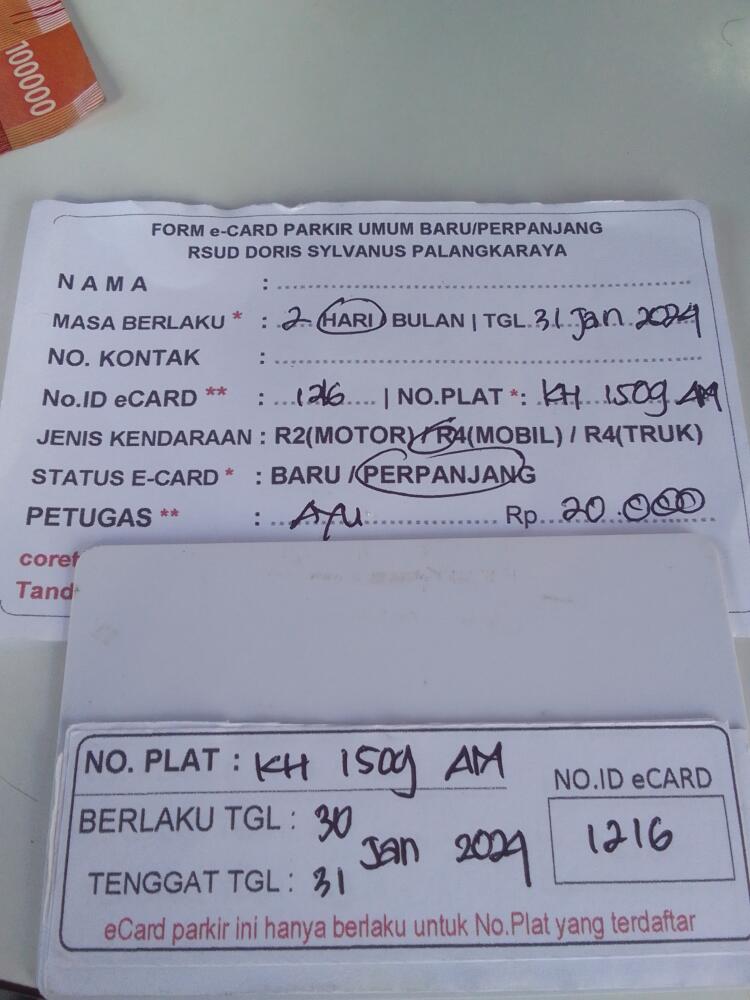 100000
FORM e-CARD PARKIR UMUM BARU/PERPANJANG
RSUD DORIS SYLVANUS PALANGKARAYA
NAMA :
MASA BERLAKU * : 2 HARI BULAN | TGL. 31 Jan 2024
NO. KONTAK :
No.ID eCARD ** : 1216 | NO.PLAT *: KH 1509 AM
JENIS KENDARAAN : R2(MOTOR) / R4(MOBIL) / R4(TRUK)
STATUS E-CARD * : BARU / PERPANJANG
PETUGAS ** : AYU Rp. 20.000
coret
Tand
NO. PLAT : KH 1509 AM
NO.ID eCARD
BERLAKU TGL : 30
1216
Jan 2024
TENGGAT TGL : 31
eCard parkir ini hanya berlaku untuk No.Plat yang terdaftar